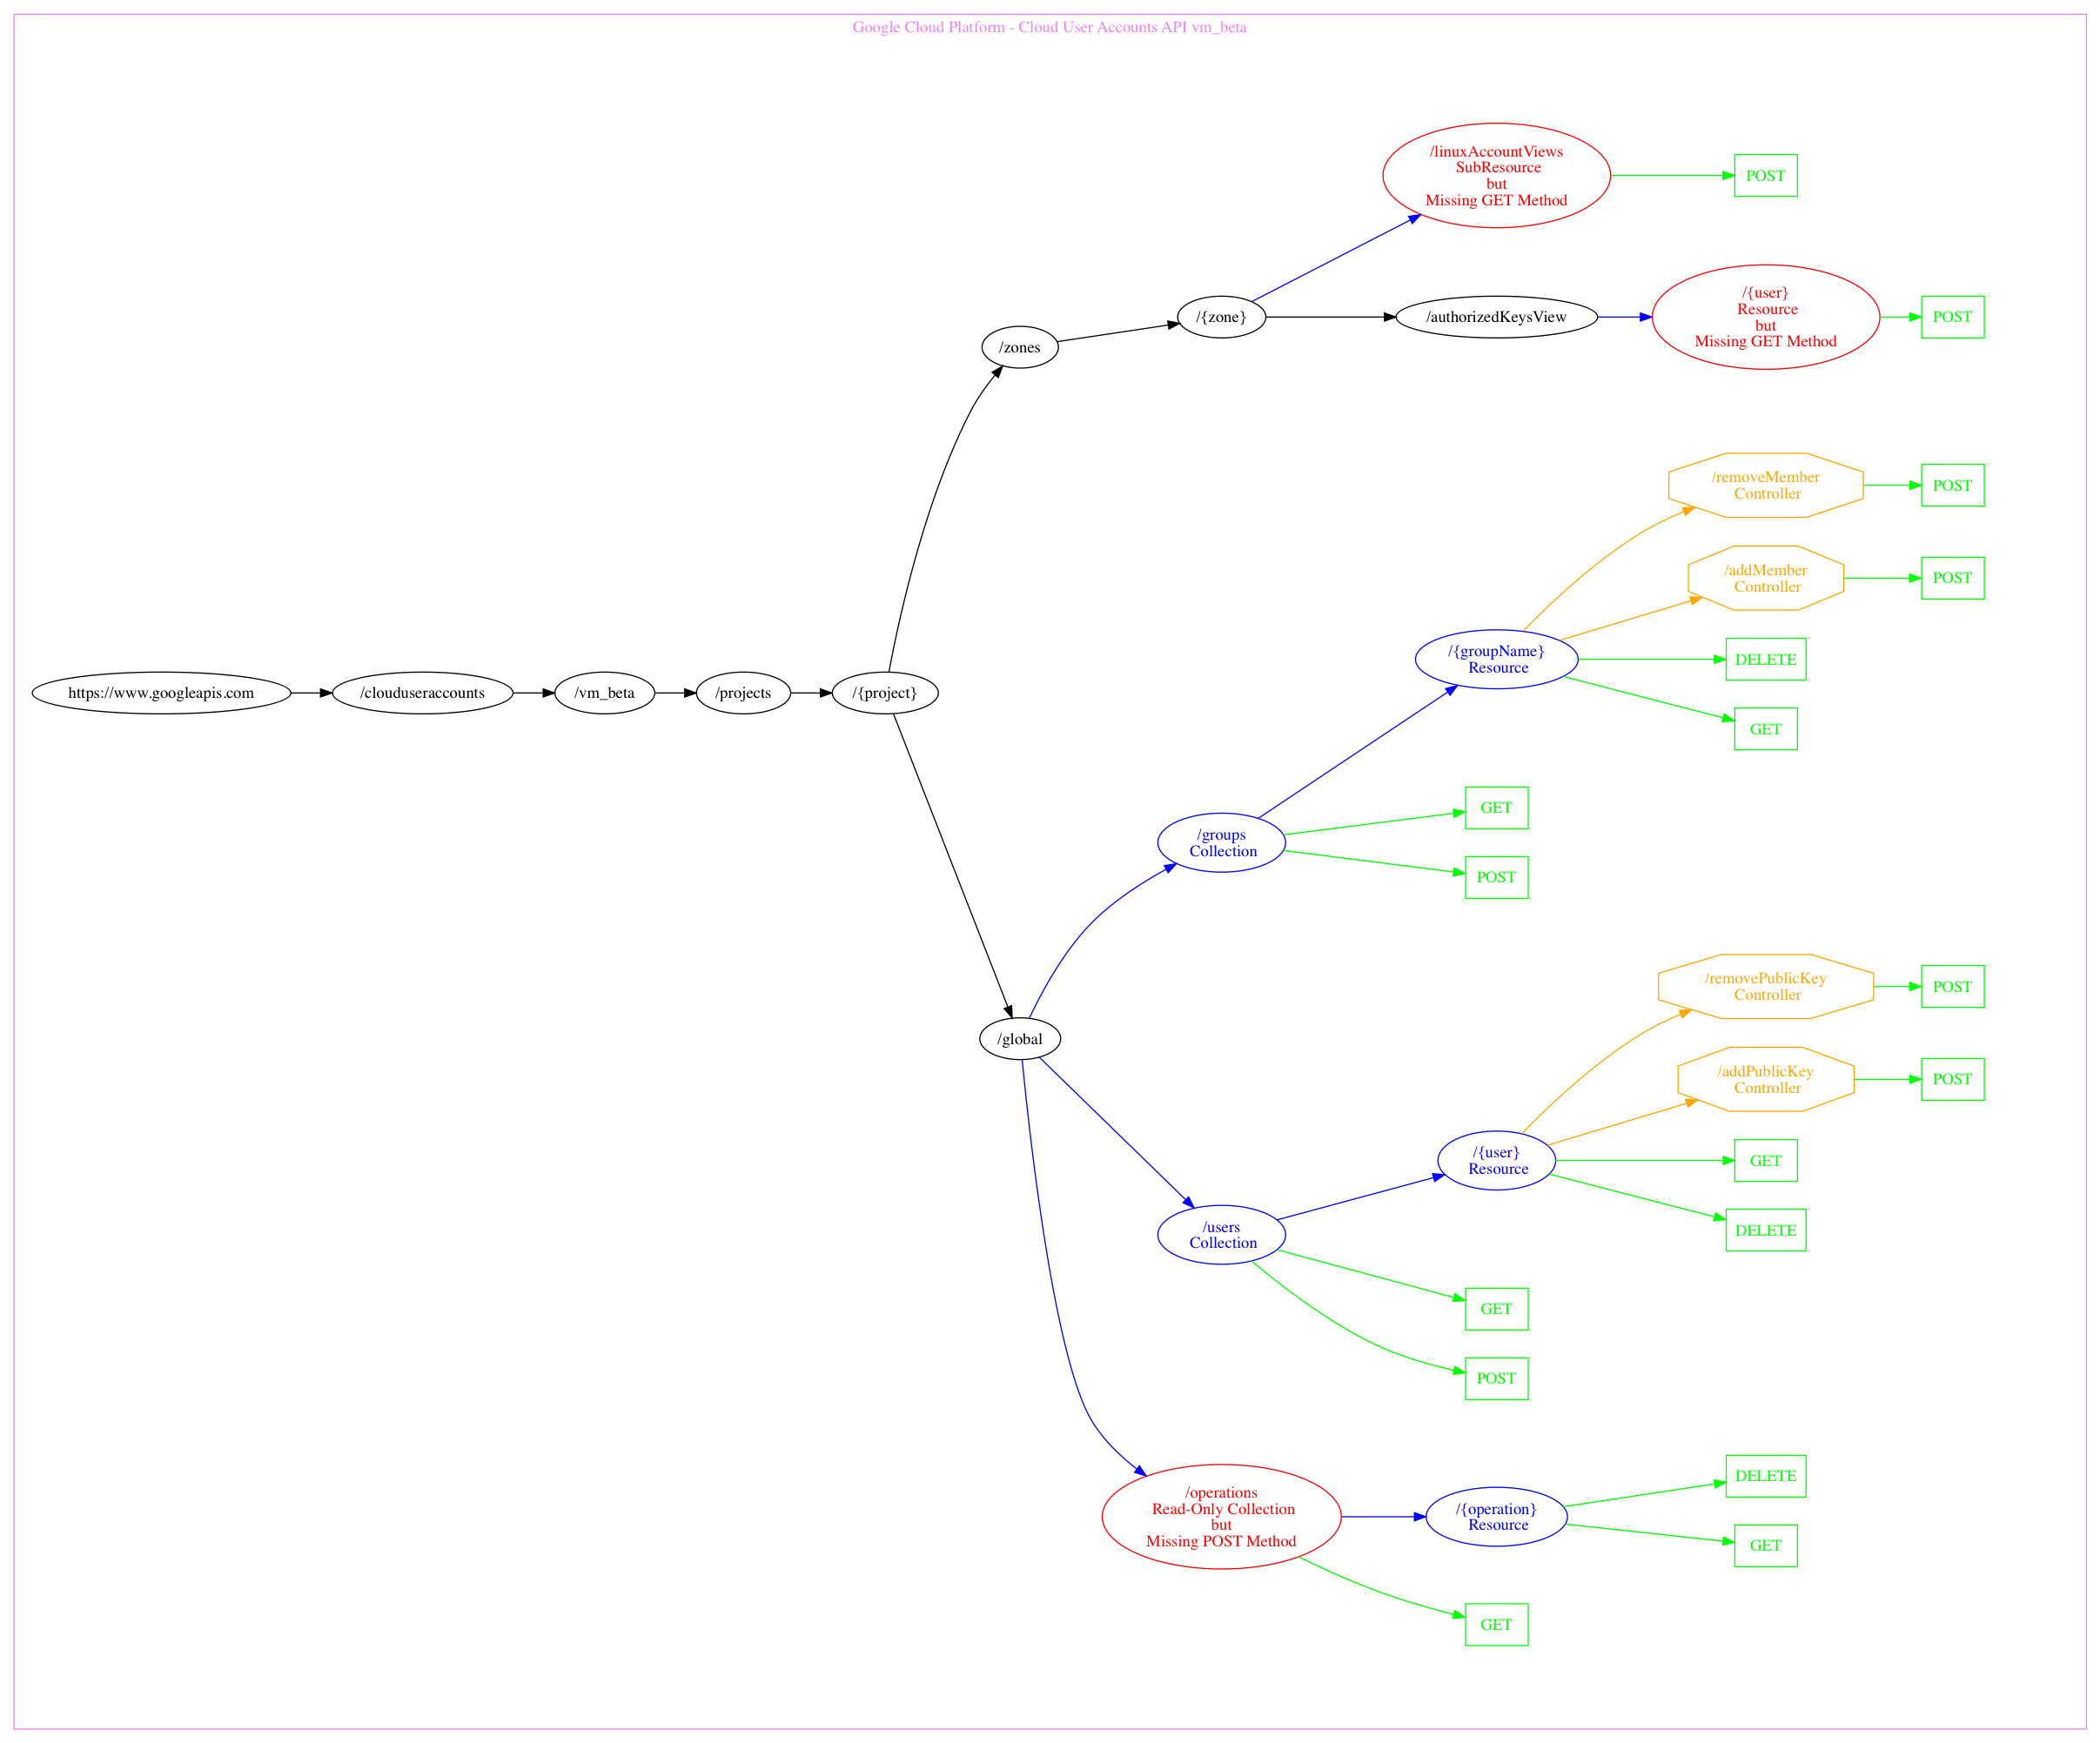 Google Cloud Platform - Cloud User Accounts API vm_beta
/linuxAccountViews
SubResource
but
Missing GET Method
POST
/{zone}
/authorizedKeysView
/{user}
Resource
but
Missing GET Method
POST
/zones
/removeMember
Controller
POST
/addMember
Controller
POST
/{groupName}
Resource
DELETE
GET
https://www.googleapis.com
/clouduseraccounts
/vm_beta
/projects
/{project}
/groups
Collection
GET
POST
/removePublicKey
Controller
POST
/global
/addPublicKey
Controller
POST
/{user}
Resource
GET
DELETE
/users
Collection
GET
POST
/operations
Read-Only Collection
but
Missing POST Method
/{operation}
Resource
DELETE
GET
GET